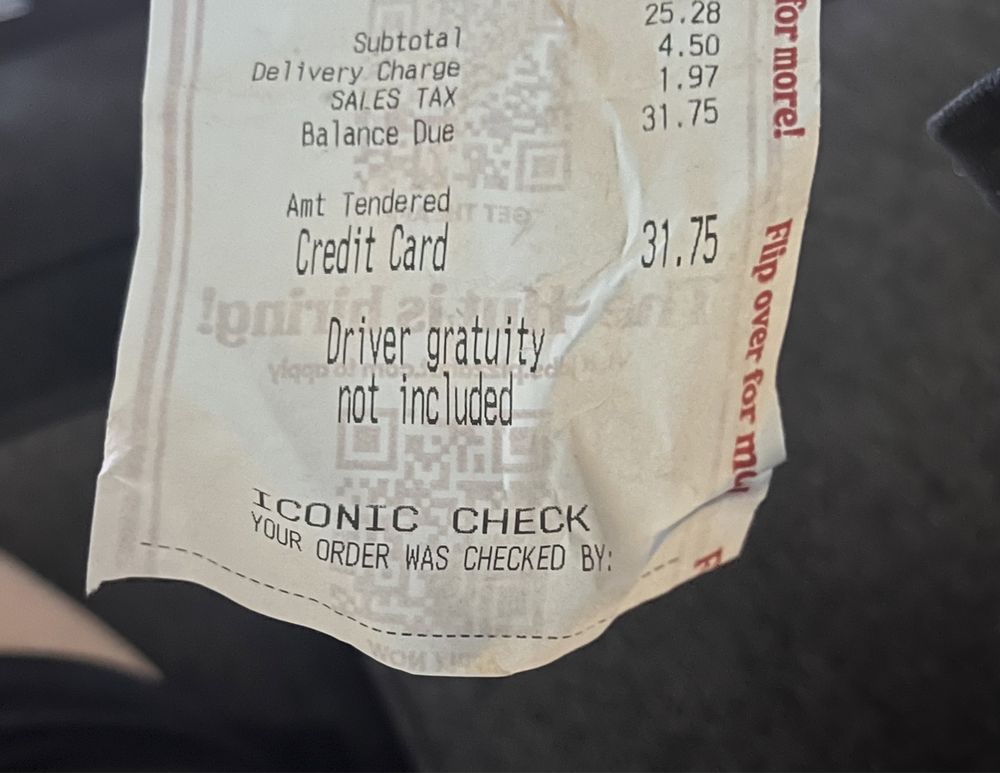 Subtotal 25.28
Delivery Charge 4.50
SALES TAX 1.97
Balance Due 31.75
Amt Tendered
Credit Card 31.75
Driver gratuity
not included
ICONIC CHECK
YOUR ORDER WAS CHECKED BY:
for more!
Flip over for